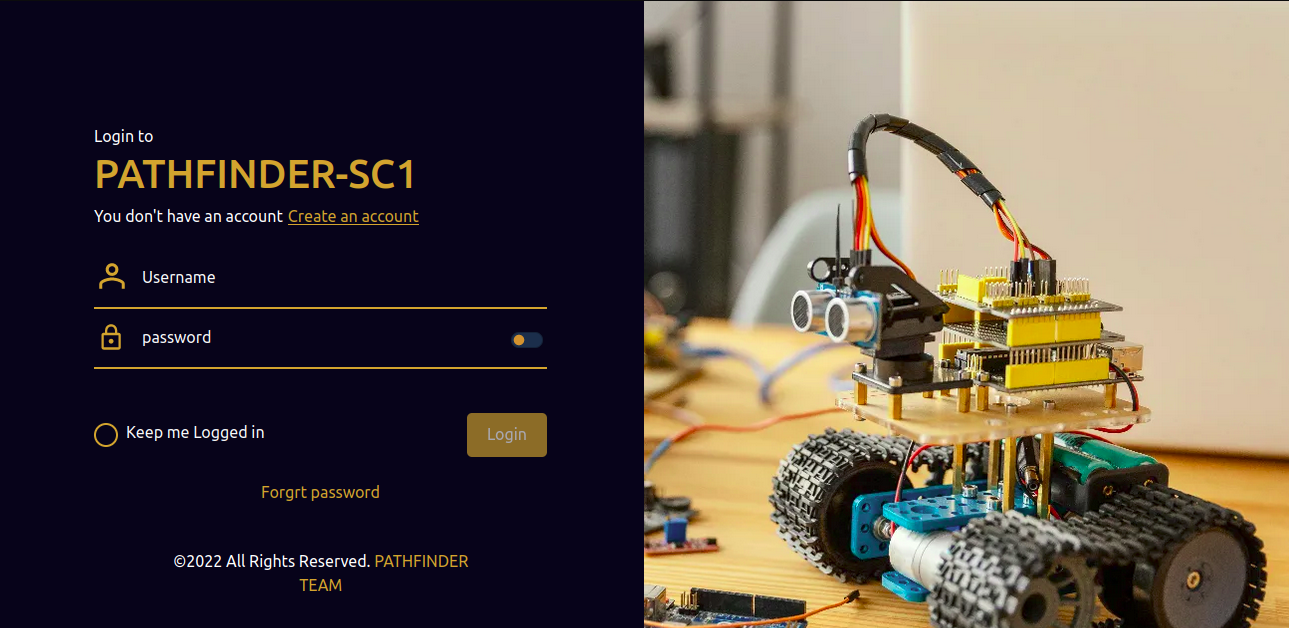 Login to
PATHFINDER-SC1
You don't have an account Create an account
Username
password
Keep me Logged in
Login
Forgrt password
©2022 All Rights Reserved. PATHFINDER
TEAM